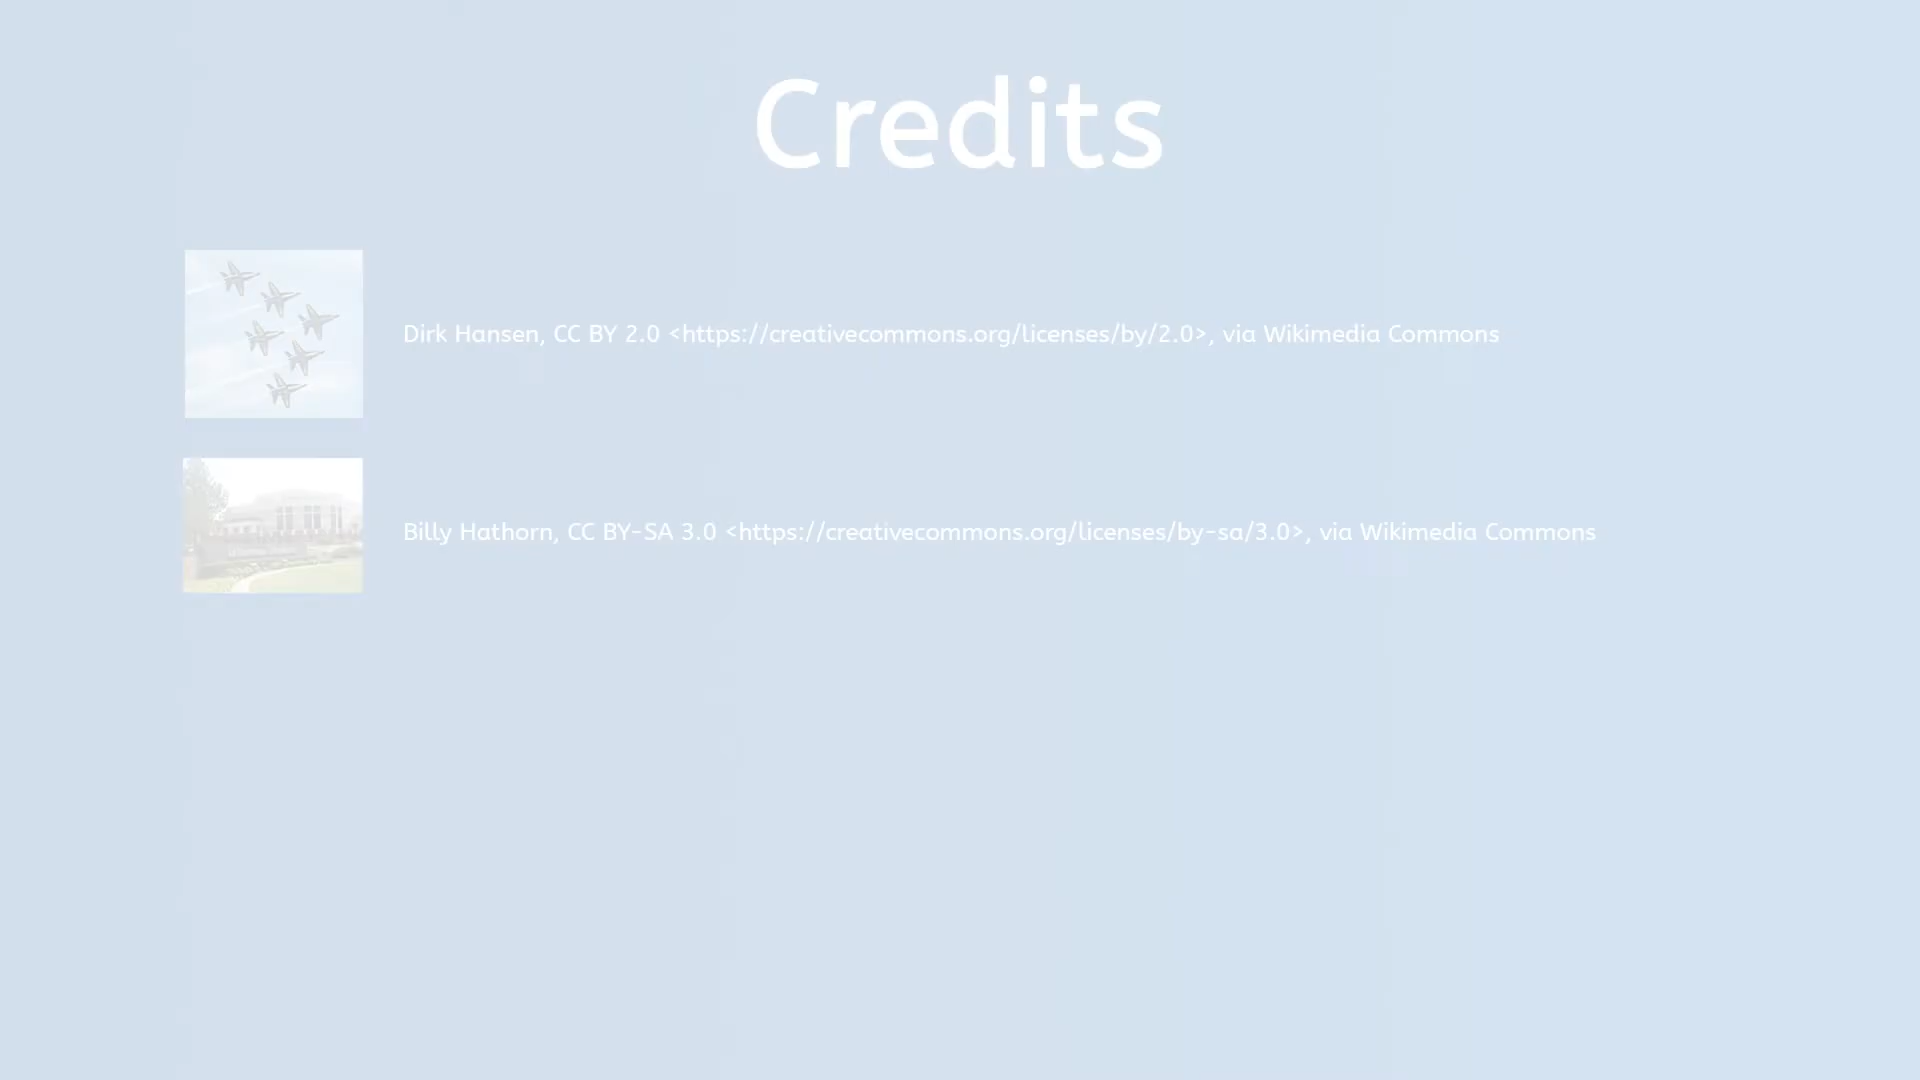 Credits
Dirk Hansen, CC BY 2.0 <https://creativecommons.org/licenses/by/2.0>, via Wikimedia Commons
Billy Hathorn, CC BY-SA 3.0 <https://creativecommons.org/licenses/by-sa/3.0>, via Wikimedia Commons